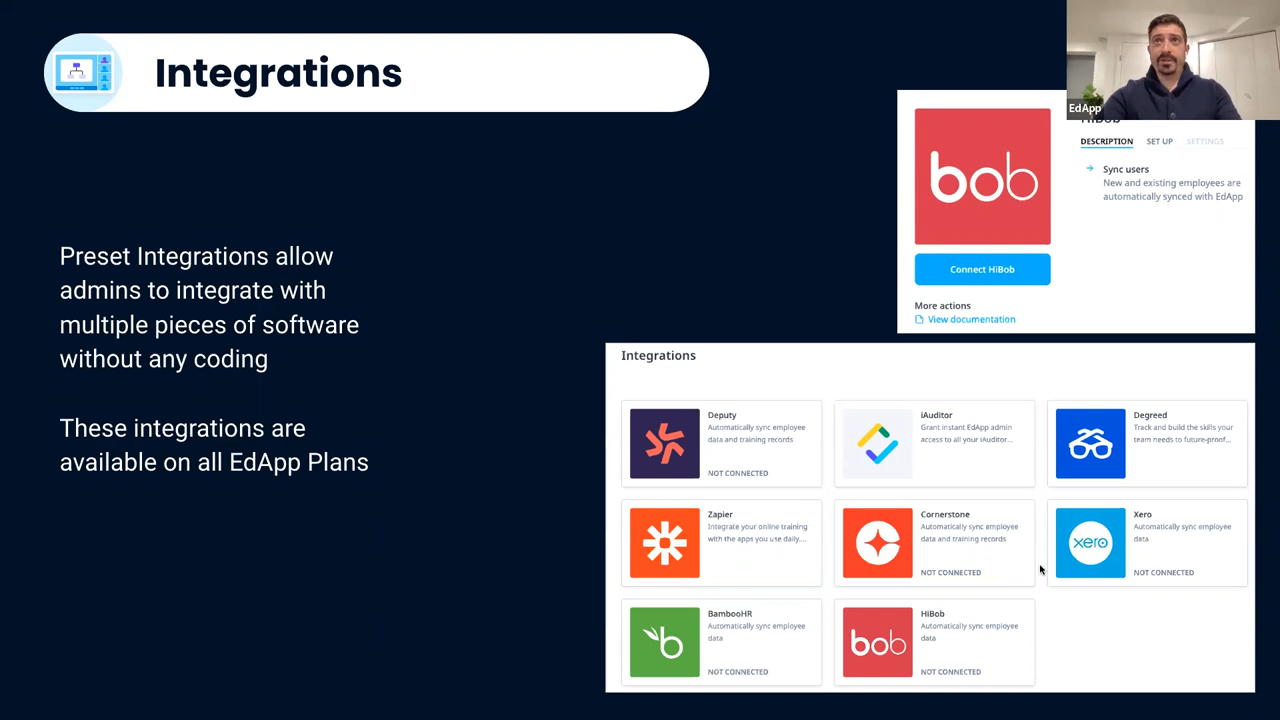 Integrations
EdApp
HiBob
DESCRIPTION SET UP SETTINGS
Sync users
New and existing employees are
automatically synced with EdApp
bob
Connect HiBob
More actions
View documentation
Preset Integrations allow
admins to integrate with
multiple pieces of software
without any coding
These integrations are
available on all EdApp Plans
Integrations
Deputy
Automatically sync employee
data and training records
NOT CONNECTED
iAuditor
Grant instant EdApp admin
access to all your iAuditor...
Degreed
Track and build the skills your
team needs to future-proof...
Zapier
Integrate your online training
with the apps you use daily....
Cornerstone
Automatically sync employee
data and training records
NOT CONNECTED
xero
Xero
Automatically sync employee
data
NOT CONNECTED
b
BambooHR
Automatically sync employee
data
NOT CONNECTED
bob
HiBob
Automatically sync employee
data
NOT CONNECTED